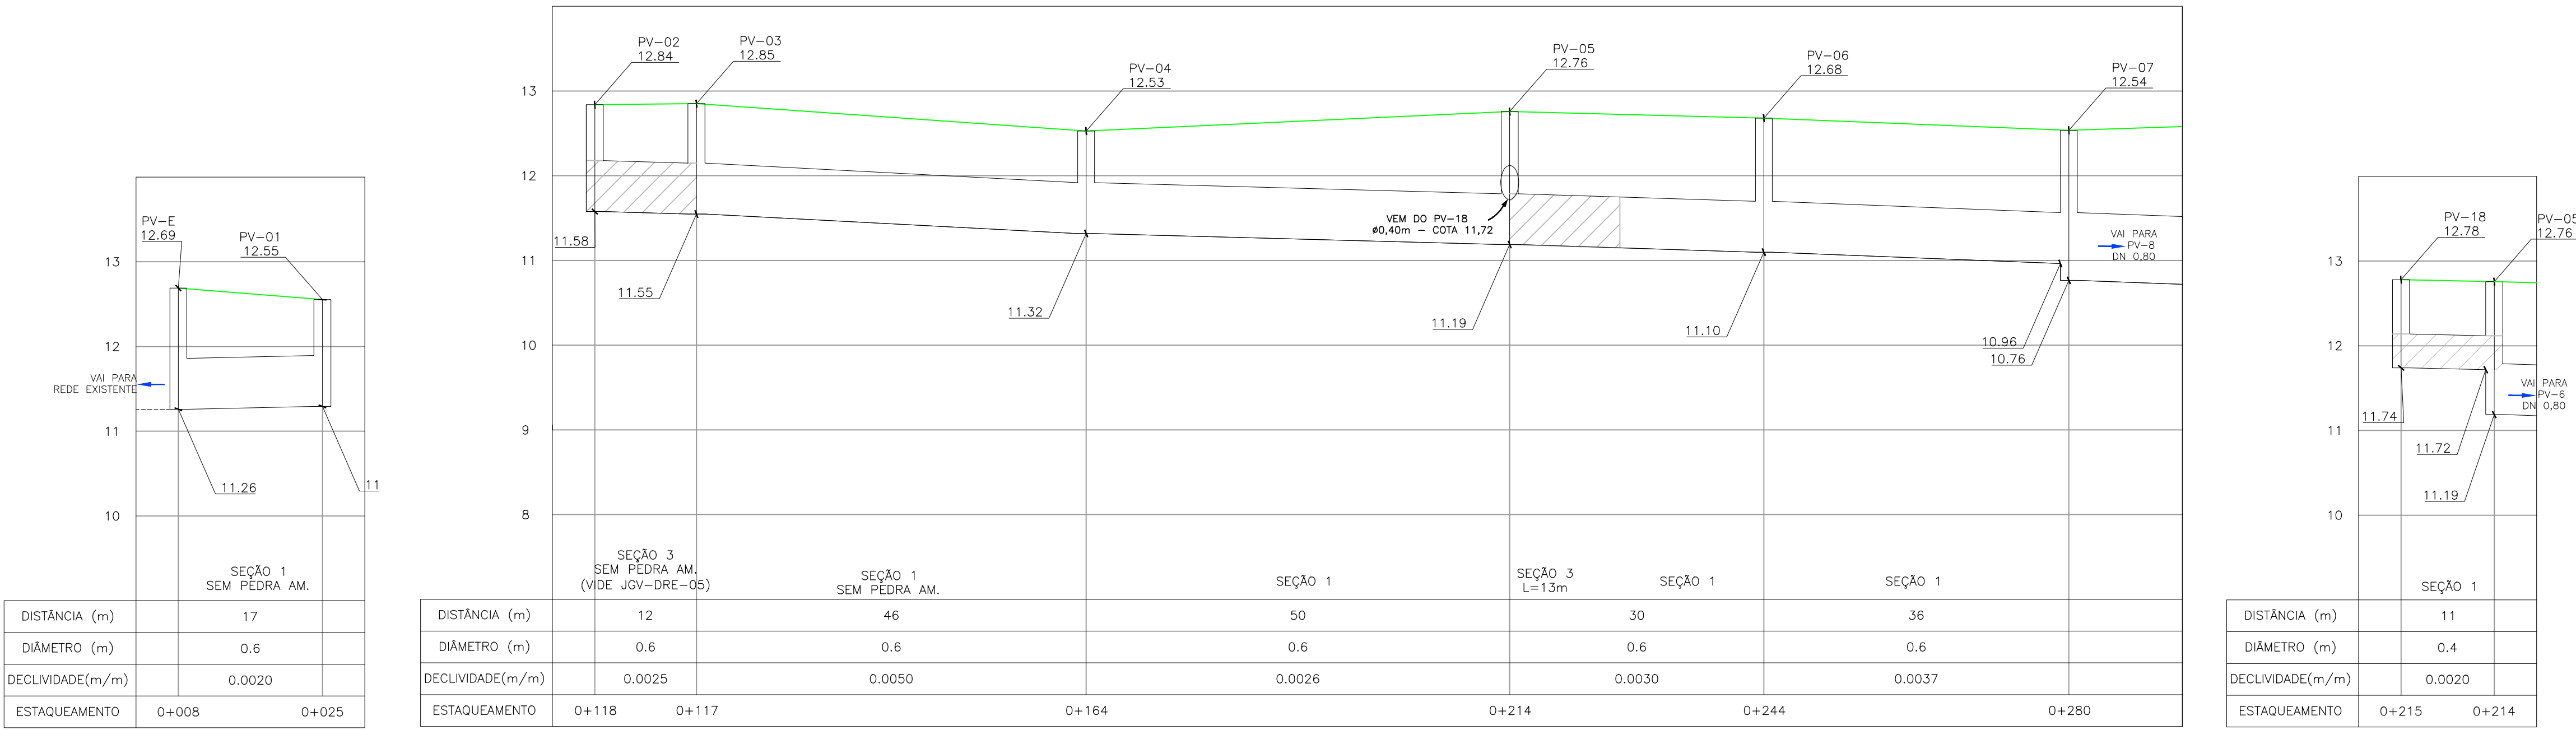 PV-E
12.69
PV-01
12.55
13
12
11
10
VAI PARA
REDE EXISTENTE
11.26
11
SEÇÃO 1
SEM PEDRA AM.
DISTÂNCIA (m) 17
DIÂMETRO (m) 0.6
DECLIVIDADE(m/m) 0.0020
ESTAQUEAMENTO 0+008 0+025
PV-02
12.84
PV-03
12.85
PV-04
12.53
PV-05
12.76
PV-06
12.68
PV-07
12.54
13
12
11
10
9
8
VEM DO PV-18
ø0,40m - COTA 11,72
VAI PARA
PV-8
DN 0,80
11.58
11.55
11.32
11.19
11.10
10.96
10.76
SEÇÃO 3
SEM PEDRA AM.
(VIDE JGV-DRE-05)
SEÇÃO 1
SEM PEDRA AM.
SEÇÃO 1
SEÇÃO 3
L=13m
SEÇÃO 1
SEÇÃO 1
DISTÂNCIA (m) 12 46 50 30 36
DIÂMETRO (m) 0.6 0.6 0.6 0.6 0.6
DECLIVIDADE(m/m) 0.0025 0.0050 0.0026 0.0030 0.0037
ESTAQUEAMENTO 0+118 0+117 0+164 0+214 0+244 0+280
PV-18
12.78
PV-05
12.76
13
12
11
10
VAI PARA
PV-6
DN 0,80
11.74
11.72
11.19
SEÇÃO 1
DISTÂNCIA (m) 11
DIÂMETRO (m) 0.4
DECLIVIDADE(m/m) 0.0020
ESTAQUEAMENTO 0+215 0+214